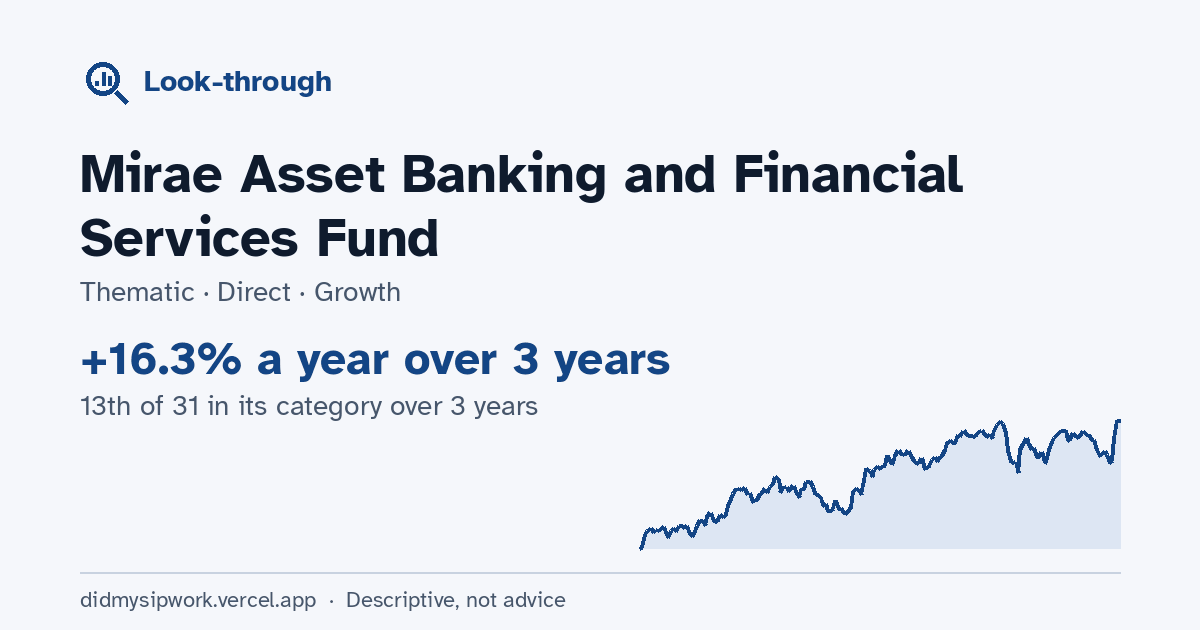 Look-through
Mirae Asset Banking and Financial
Services Fund
Thematic · Direct · Growth
+16.3% a year over 3 years
13th of 31 in its category over 3 years
didmysipwork.vercel.app · Descriptive, not advice